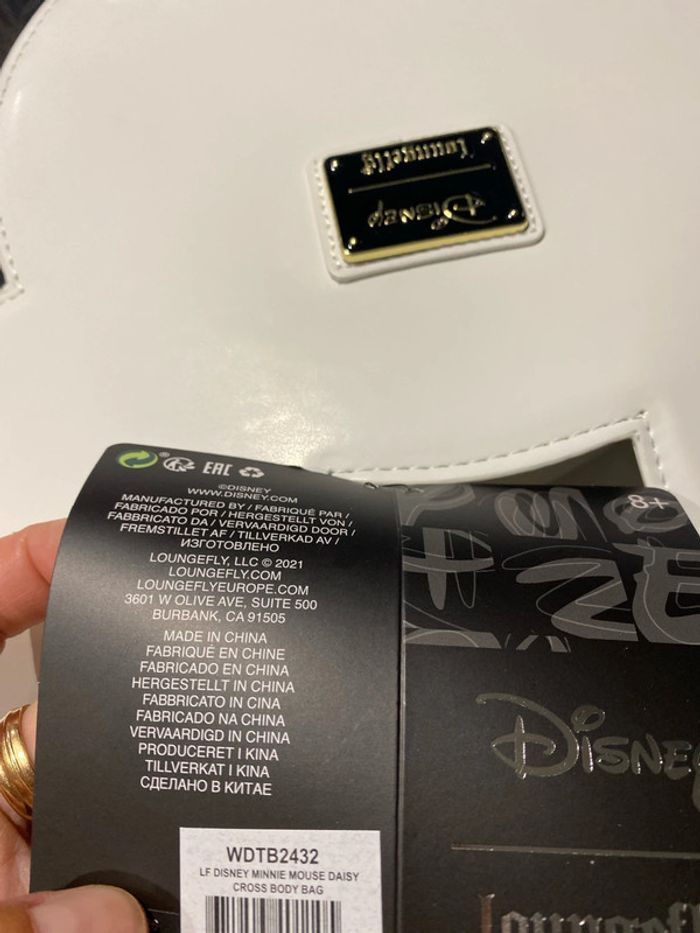 Loungefly
Disney
EAC
©DISNEY
WWW.DISNEY.COM
MANUFACTURED BY / FABRIQUÉ PAR /
FABRICADO POR / HERGESTELLT VON /
FABBRICATO DA / VERVAARDIGD DOOR /
FREMSTILLET AF / TILLVERKAD AV /
ИЗГОТОВЛЕНО
LOUNGEFLY, LLC © 2021
LOUNGEFLY.COM
LOUNGEFLYEUROPE.COM
3601 W OLIVE AVE, SUITE 500
BURBANK, CA 91505
MADE IN CHINA
FABRIQUÉ EN CHINE
FABRICADO EN CHINA
HERGESTELLT IN CHINA
FABBRICATO IN CINA
FABRICADO NA CHINA
VERVAARDIGD IN CHINA
PRODUCERET I KINA
TILLVERKAT I KINA
СДЕЛАНО В КИТАЕ
WDTB2432
LF DISNEY MINNIE MOUSE DAISY
CROSS BODY BAG
8+
Disney
Loungefly